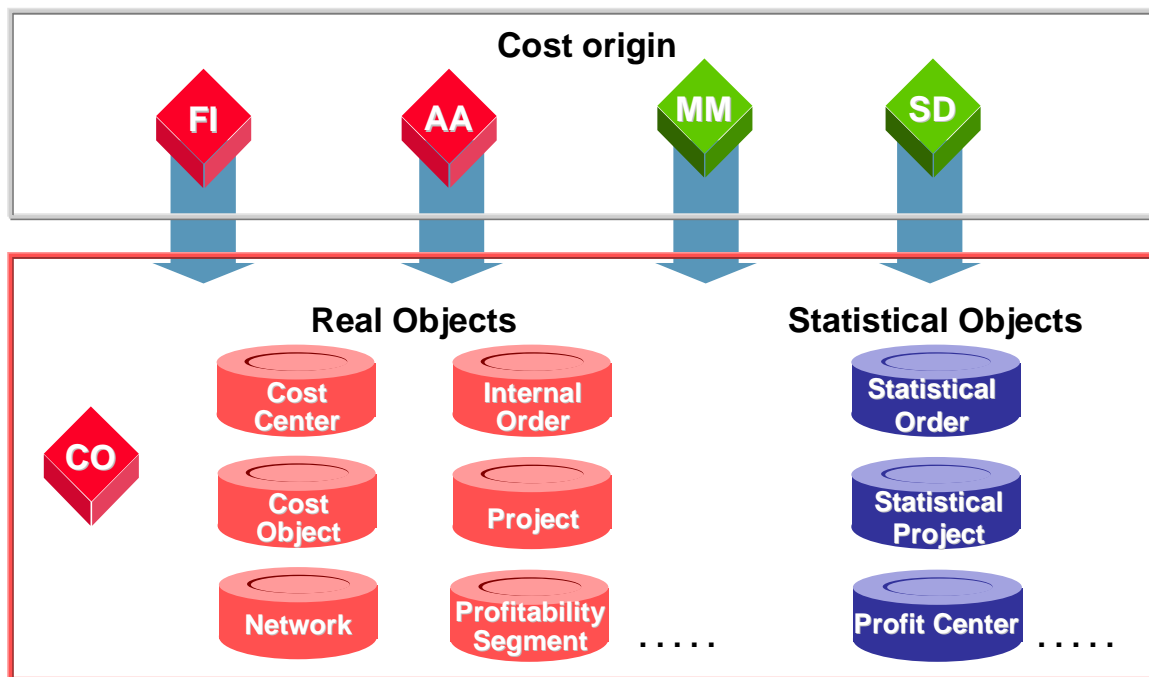 Cost origin
FI
AA
MM
SD
Real Objects
Statistical Objects
Cost
Center
Internal
Order
Statistical
Order
CO
Cost
Object
Project
Statistical
Project
Network
Profitability
Segment
. . . . .
Profit Center
. . . . .